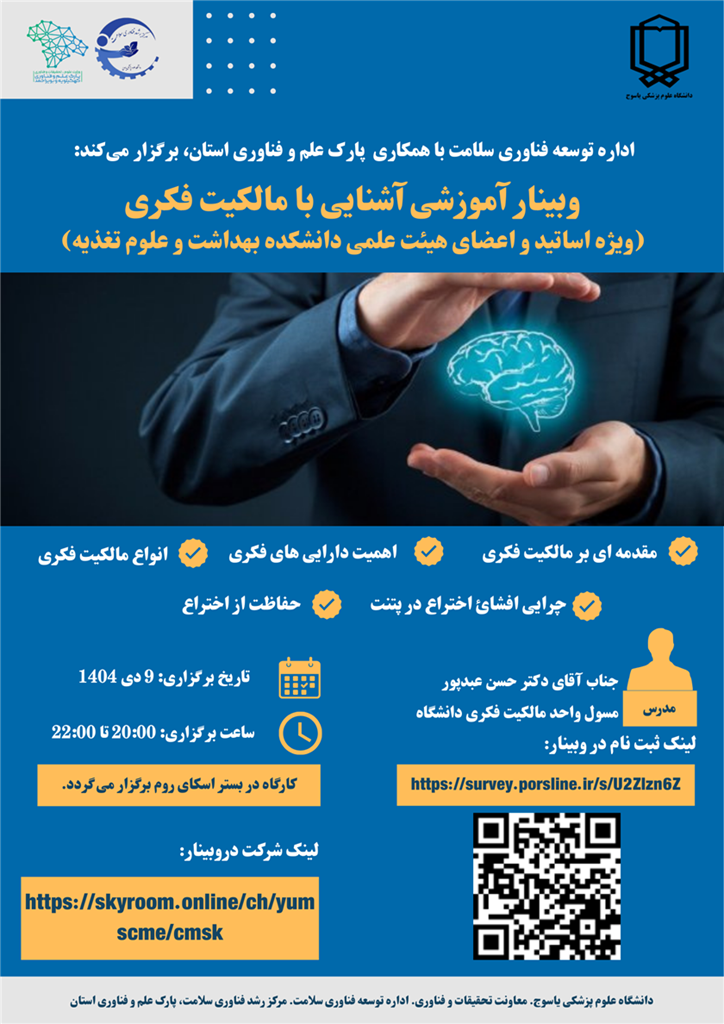 دانشگاه علوم پزشکی یاسوج
اداره توسعه فناوری سلامت با همکاری پارک علم و فناوری استان، برگزار می‌کند:
وبینار آموزشی آشنایی با مالکیت فکری
(ویژه اساتید و اعضای هیئت علمی دانشکده بهداشت و علوم تغذیه)
مقدمه ای بر مالکیت فکری
اهمیت دارایی های فکری
انواع مالکیت فکری
چرایی افشائ اختراع در پتنت
حفاظت از اختراع
مدرس
جناب آقای دکتر حسن عبدپور
مسول واحد مالکیت فکری دانشگاه
تاریخ برگزاری: 9 دی 1404
ساعت برگزاری: 20:00 تا 22:00
کارگاه در بستر اسکای روم برگزار می‌گردد.
لینک ثبت نام در وبینار:
https://survey.porsline.ir/s/U2ZIzn6Z
لینک شرکت دروبینار:
https://skyroom.online/ch/yum
scme/cmsk
دانشگاه علوم پزشکی یاسوج. معاونت تحقیقات و فناوری. اداره توسعه فناوری سلامت. مرکز رشد فناوری سلامت، پارک علم و فناوری استان